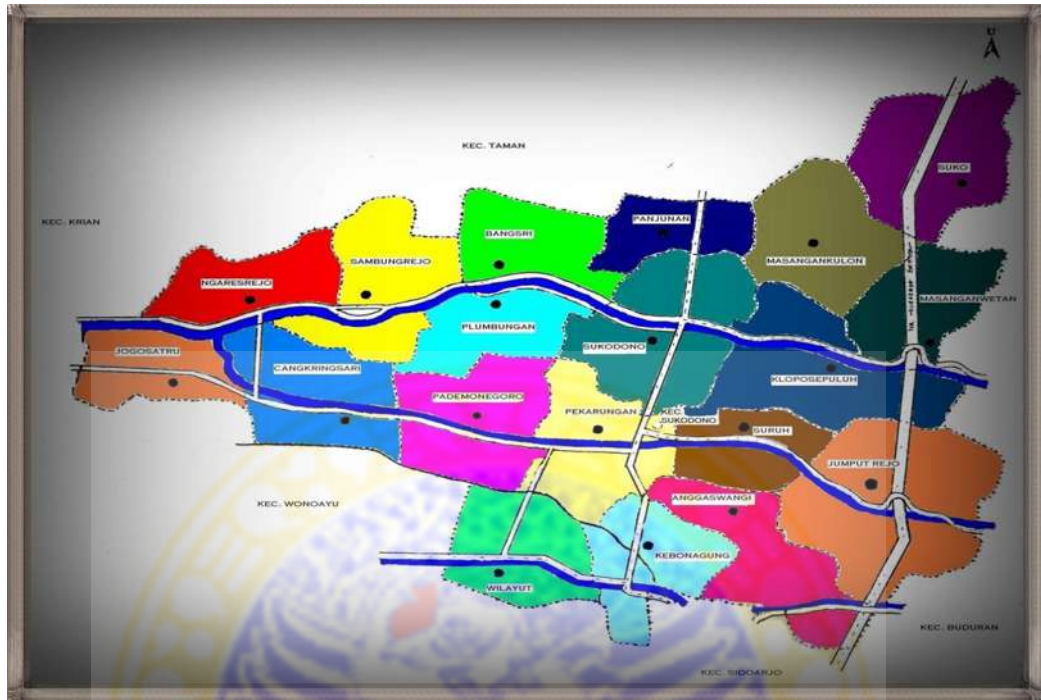 U
SUKO
KEC. TAMAN
KEC. KRIAN
PANJUNAN
BANGSRI
SAMBUNGREJO
MASANGANKULON
NGARESREJO
MASANGANWETAN
PLUMBUNGAN
SUKODONO
JOGOSATRU
CANGKRINGSARI
KLOPOSEPULUH
PADEMONEGORO
PEKARUNGAN
KEC.
SUKODONO
SURUH
JUMPUT REJO
ANGGASWANGI
KEC. WONOAYU
KEBONAGUNG
WILAYUT
KEC. BUDURAN
KEC. SIDOARJO